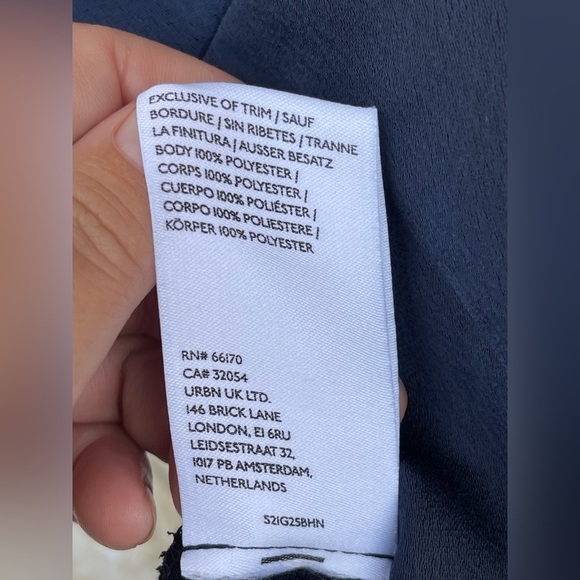 EXCLUSIVE OF TRIM / SAUF
BORDURE / SIN RIBETES / TRANNE
LA FINITURA / AUSSER BESATZ
BODY 100% POLYESTER /
CORPS 100% POLYESTER /
CUERPO 100% POLIÉSTER /
CORPO 100% POLIESTERE /
KÖRPER 100% POLYESTER
RN# 66170
CA# 32054
URBN UK LTD.
146 BRICK LANE
LONDON, E1 6RU
LEIDSESTRAAT 32,
1017 PB AMSTERDAM,
NETHERLANDS
S21G25BHN